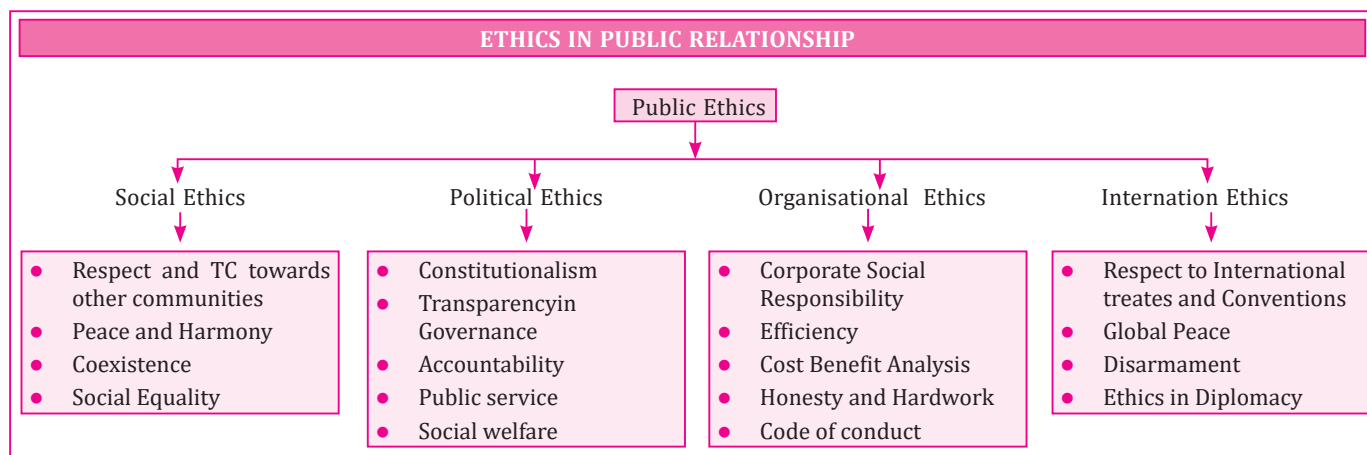 ETHICS IN PUBLIC RELATIONSHIP
Public Ethics
Social Ethics
Respect and TC towards
other communities
Peace and Harmony
Coexistence
Social Equality
Political Ethics
Constitutionalism
Transparencyin
Governance
Accountability
Public service
Social welfare
Organisational Ethics
Corporate Social
Responsibility
Efficiency
Cost Benefit Analysis
Honesty and Hardwork
Code of conduct
Internation Ethics
Respect to International
treates and Conventions
Global Peace
Disarmament
Ethics in Diplomacy